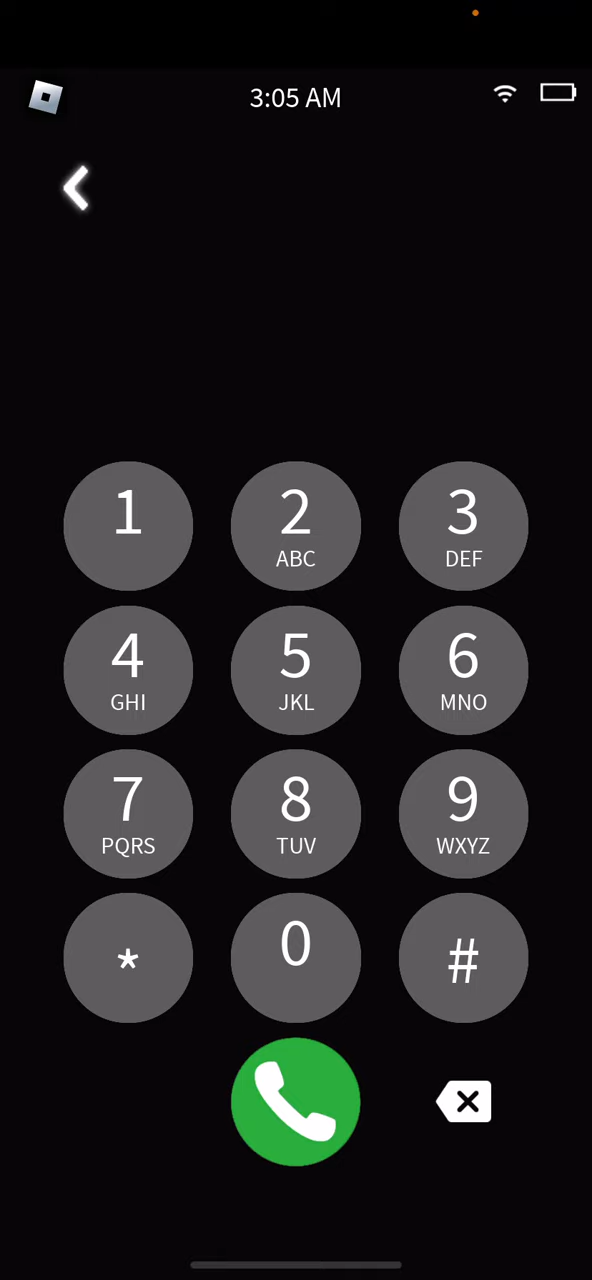 3:05 AM
1 2 3
ABC DEF
4 5 6
GHI JKL MNO
7 8 9
PQRS TUV WXYZ
* 0 #